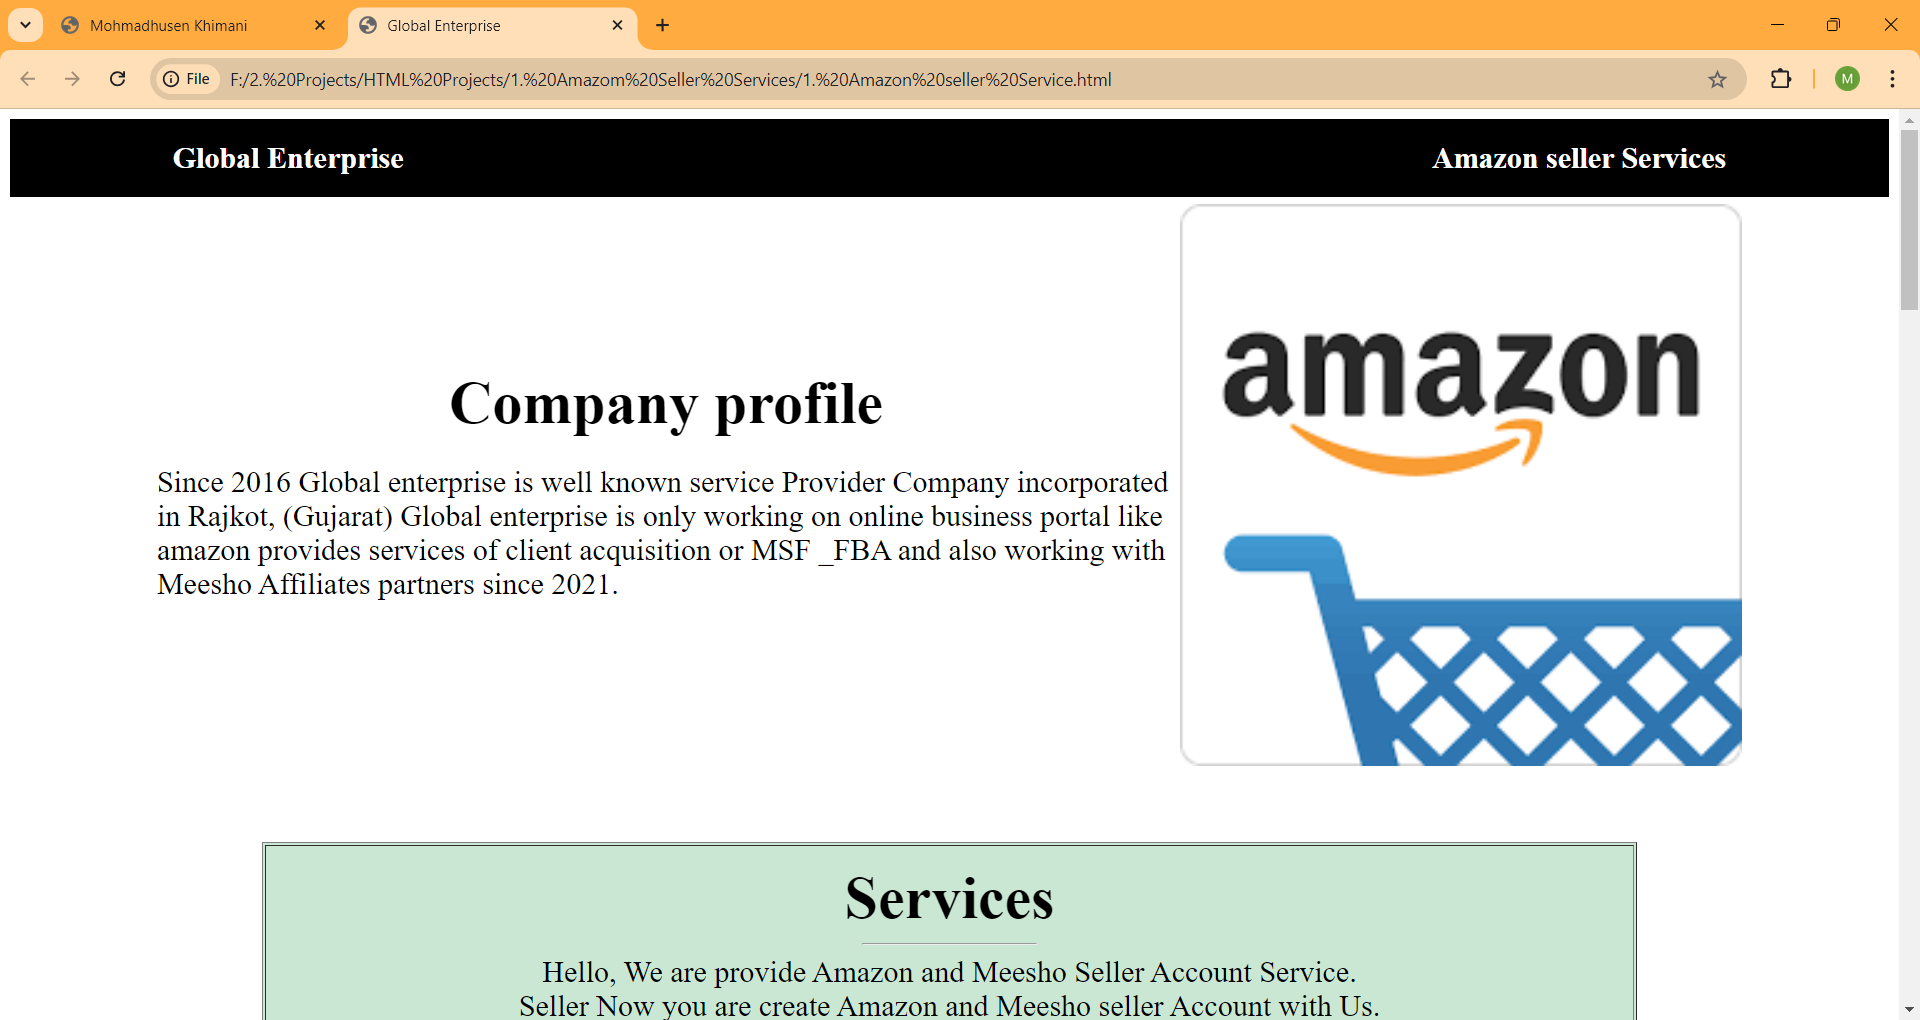 Mohmadhusen Khimani
Global Enterprise
File
F:/2.%20Projects/HTML%20Projects/1.%20Amazom%20Seller%20Services/1.%20Amazon%20seller%20Service.html
M
Global Enterprise
Amazon seller Services
amazon
Company profile
Since 2016 Global enterprise is well known service Provider Company incorporated
in Rajkot, (Gujarat) Global enterprise is only working on online business portal like
amazon provides services of client acquisition or MSF _FBA and also working with
Meesho Affiliates partners since 2021.
Services
Hello, We are provide Amazon and Meesho Seller Account Service.
Seller Now you are create Amazon and Meesho seller Account with Us.